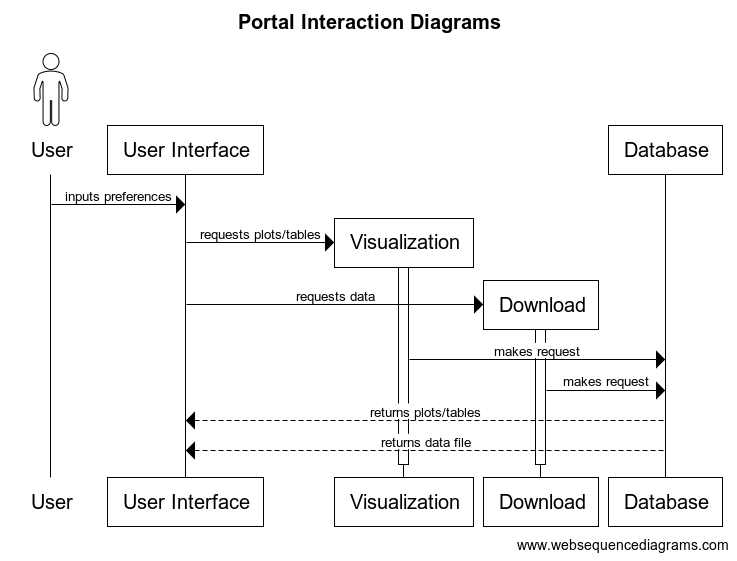 Portal Interaction Diagrams
User
User Interface
Database
inputs preferences
requests plots/tables
Visualization
requests data
Download
makes request
makes request
returns plots/tables
returns data file
User
User Interface
Visualization
Download
Database
www.websequencediagrams.com